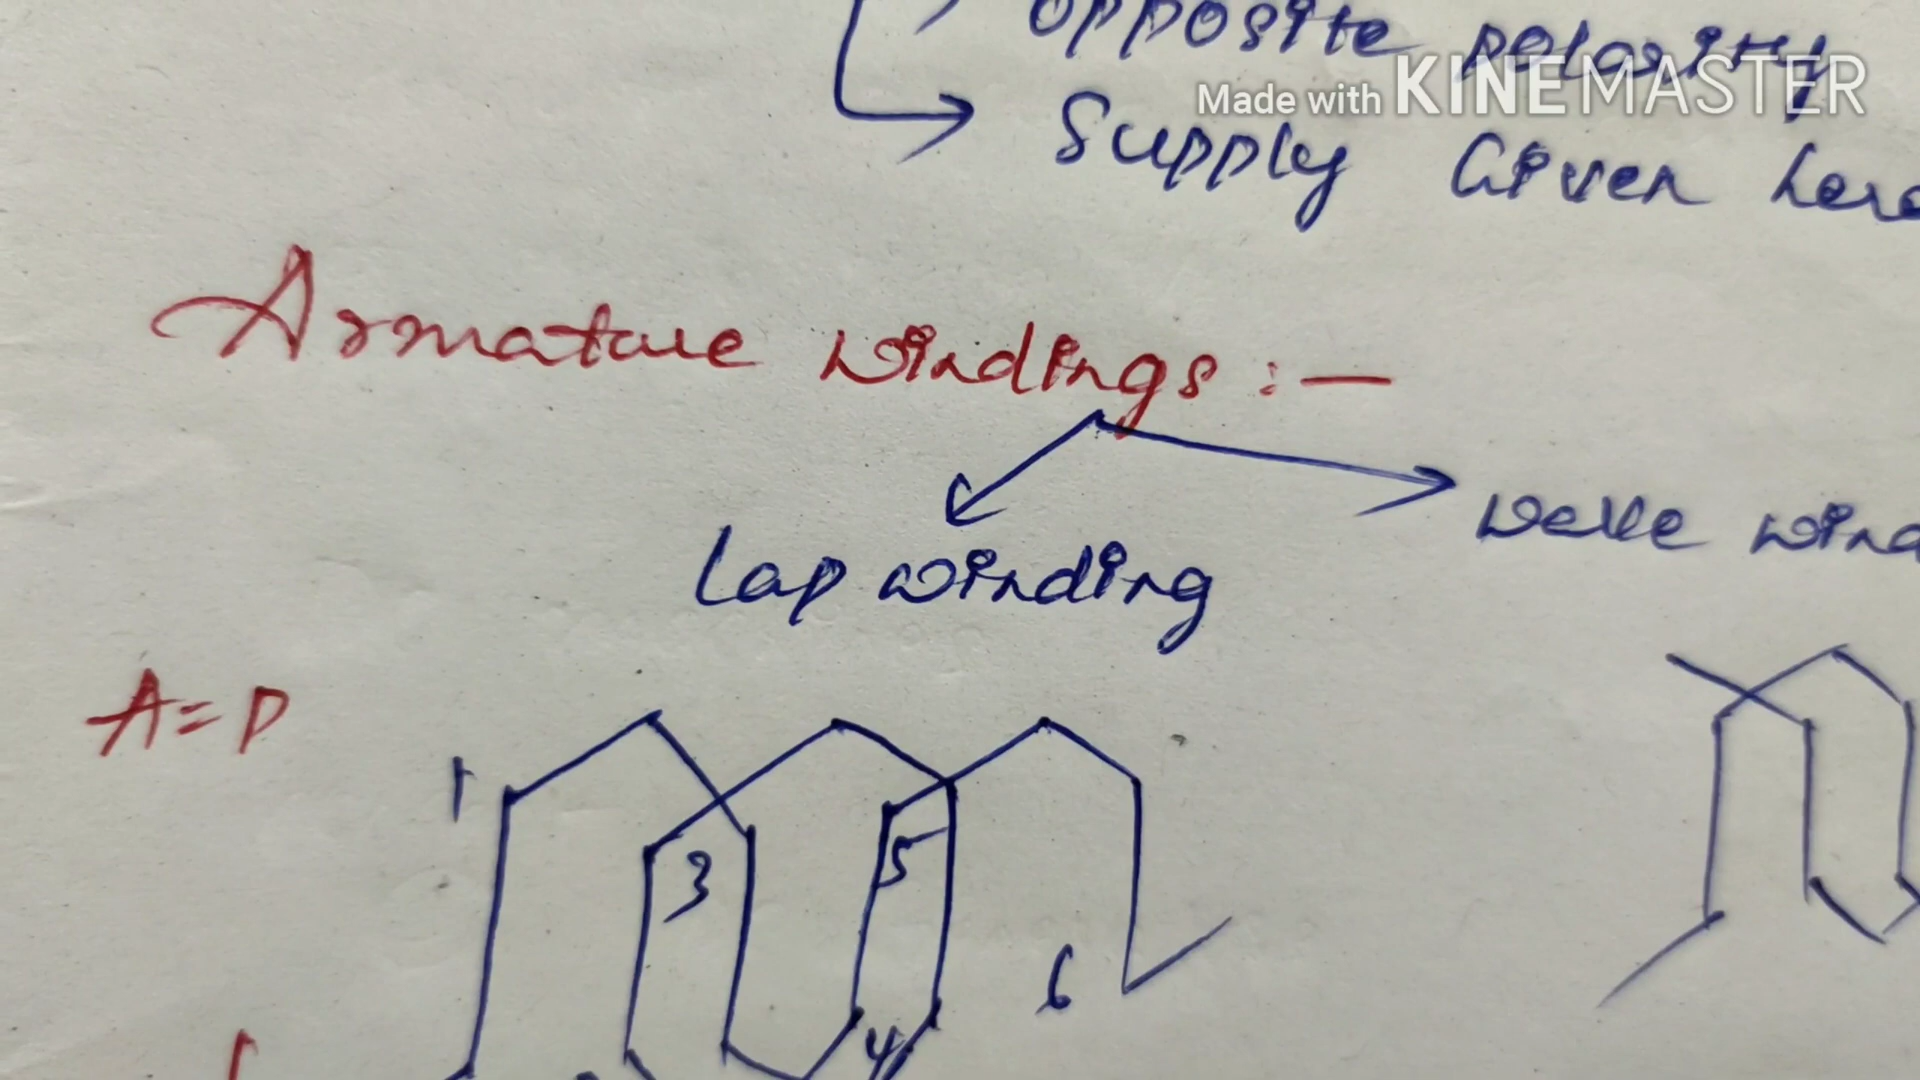 opposite polarity
Made with KINEMASTER
Supply Given here
Armature windings :-
Lap winding
wave wind
A=P
1
3
5
6
4